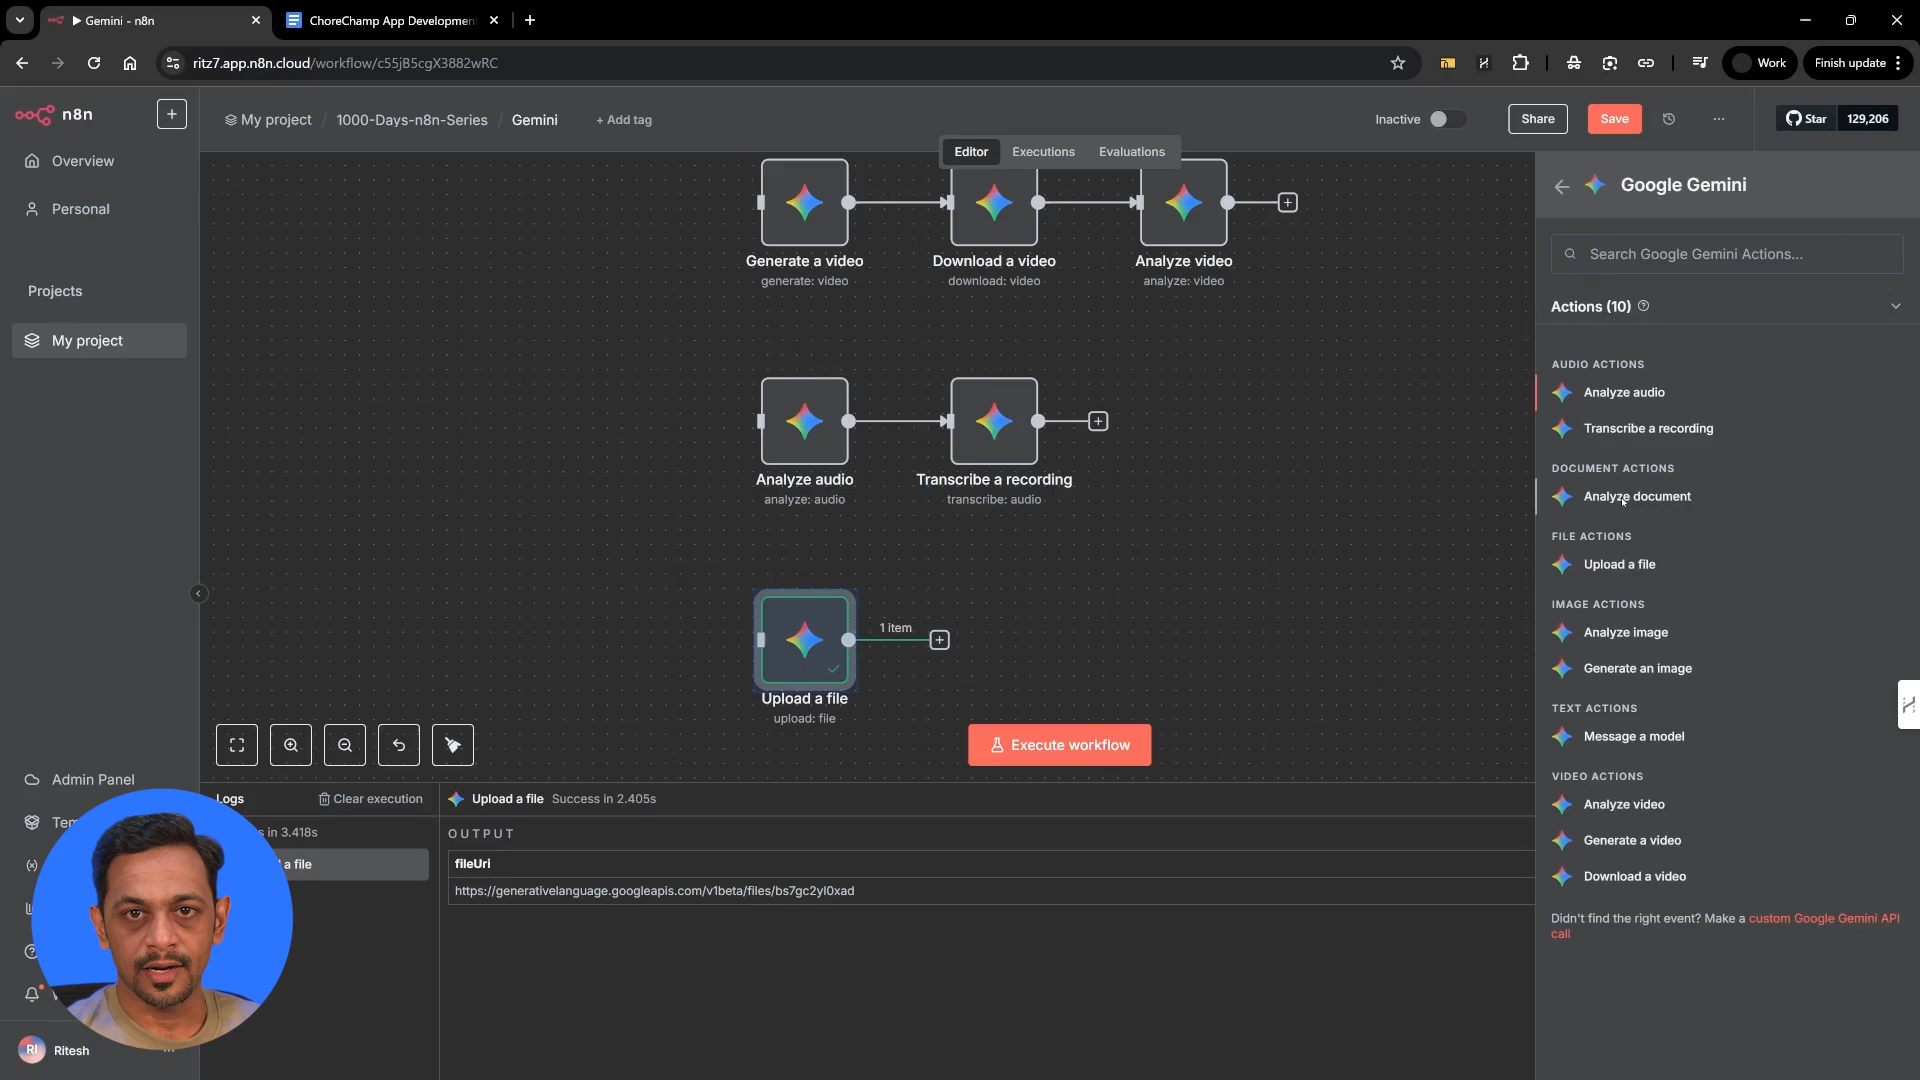 Gemini - n8n
ChoreChamp App Developmen
ritz7.app.n8n.cloud/workflow/c55jB5cgX3882wRC
Work
Finish update
n8n
My project / 1000-Days-n8n-Series / Gemini
+ Add tag
Inactive
Share
Save
Star
129,206
Overview
Personal
Projects
My project
Admin Panel
Ritesh
RI
Editor
Executions
Evaluations
Generate a video
generate: video
Download a video
download: video
Analyze video
analyze: video
Analyze audio
analyze: audio
Transcribe a recording
transcribe: audio
1 item
Upload a file
upload: file
Execute workflow
Logs
Clear execution
Upload a file Success in 2.405s
in 3.418s
a file
OUTPUT
fileUri
https://generativelanguage.googleapis.com/v1beta/files/bs7gc2yl0xad
Google Gemini
Search Google Gemini Actions...
Actions (10)
AUDIO ACTIONS
Analyze audio
Transcribe a recording
DOCUMENT ACTIONS
Analyze document
FILE ACTIONS
Upload a file
IMAGE ACTIONS
Analyze image
Generate an image
TEXT ACTIONS
Message a model
VIDEO ACTIONS
Analyze video
Generate a video
Download a video
Didn't find the right event? Make a custom Google Gemini API
call